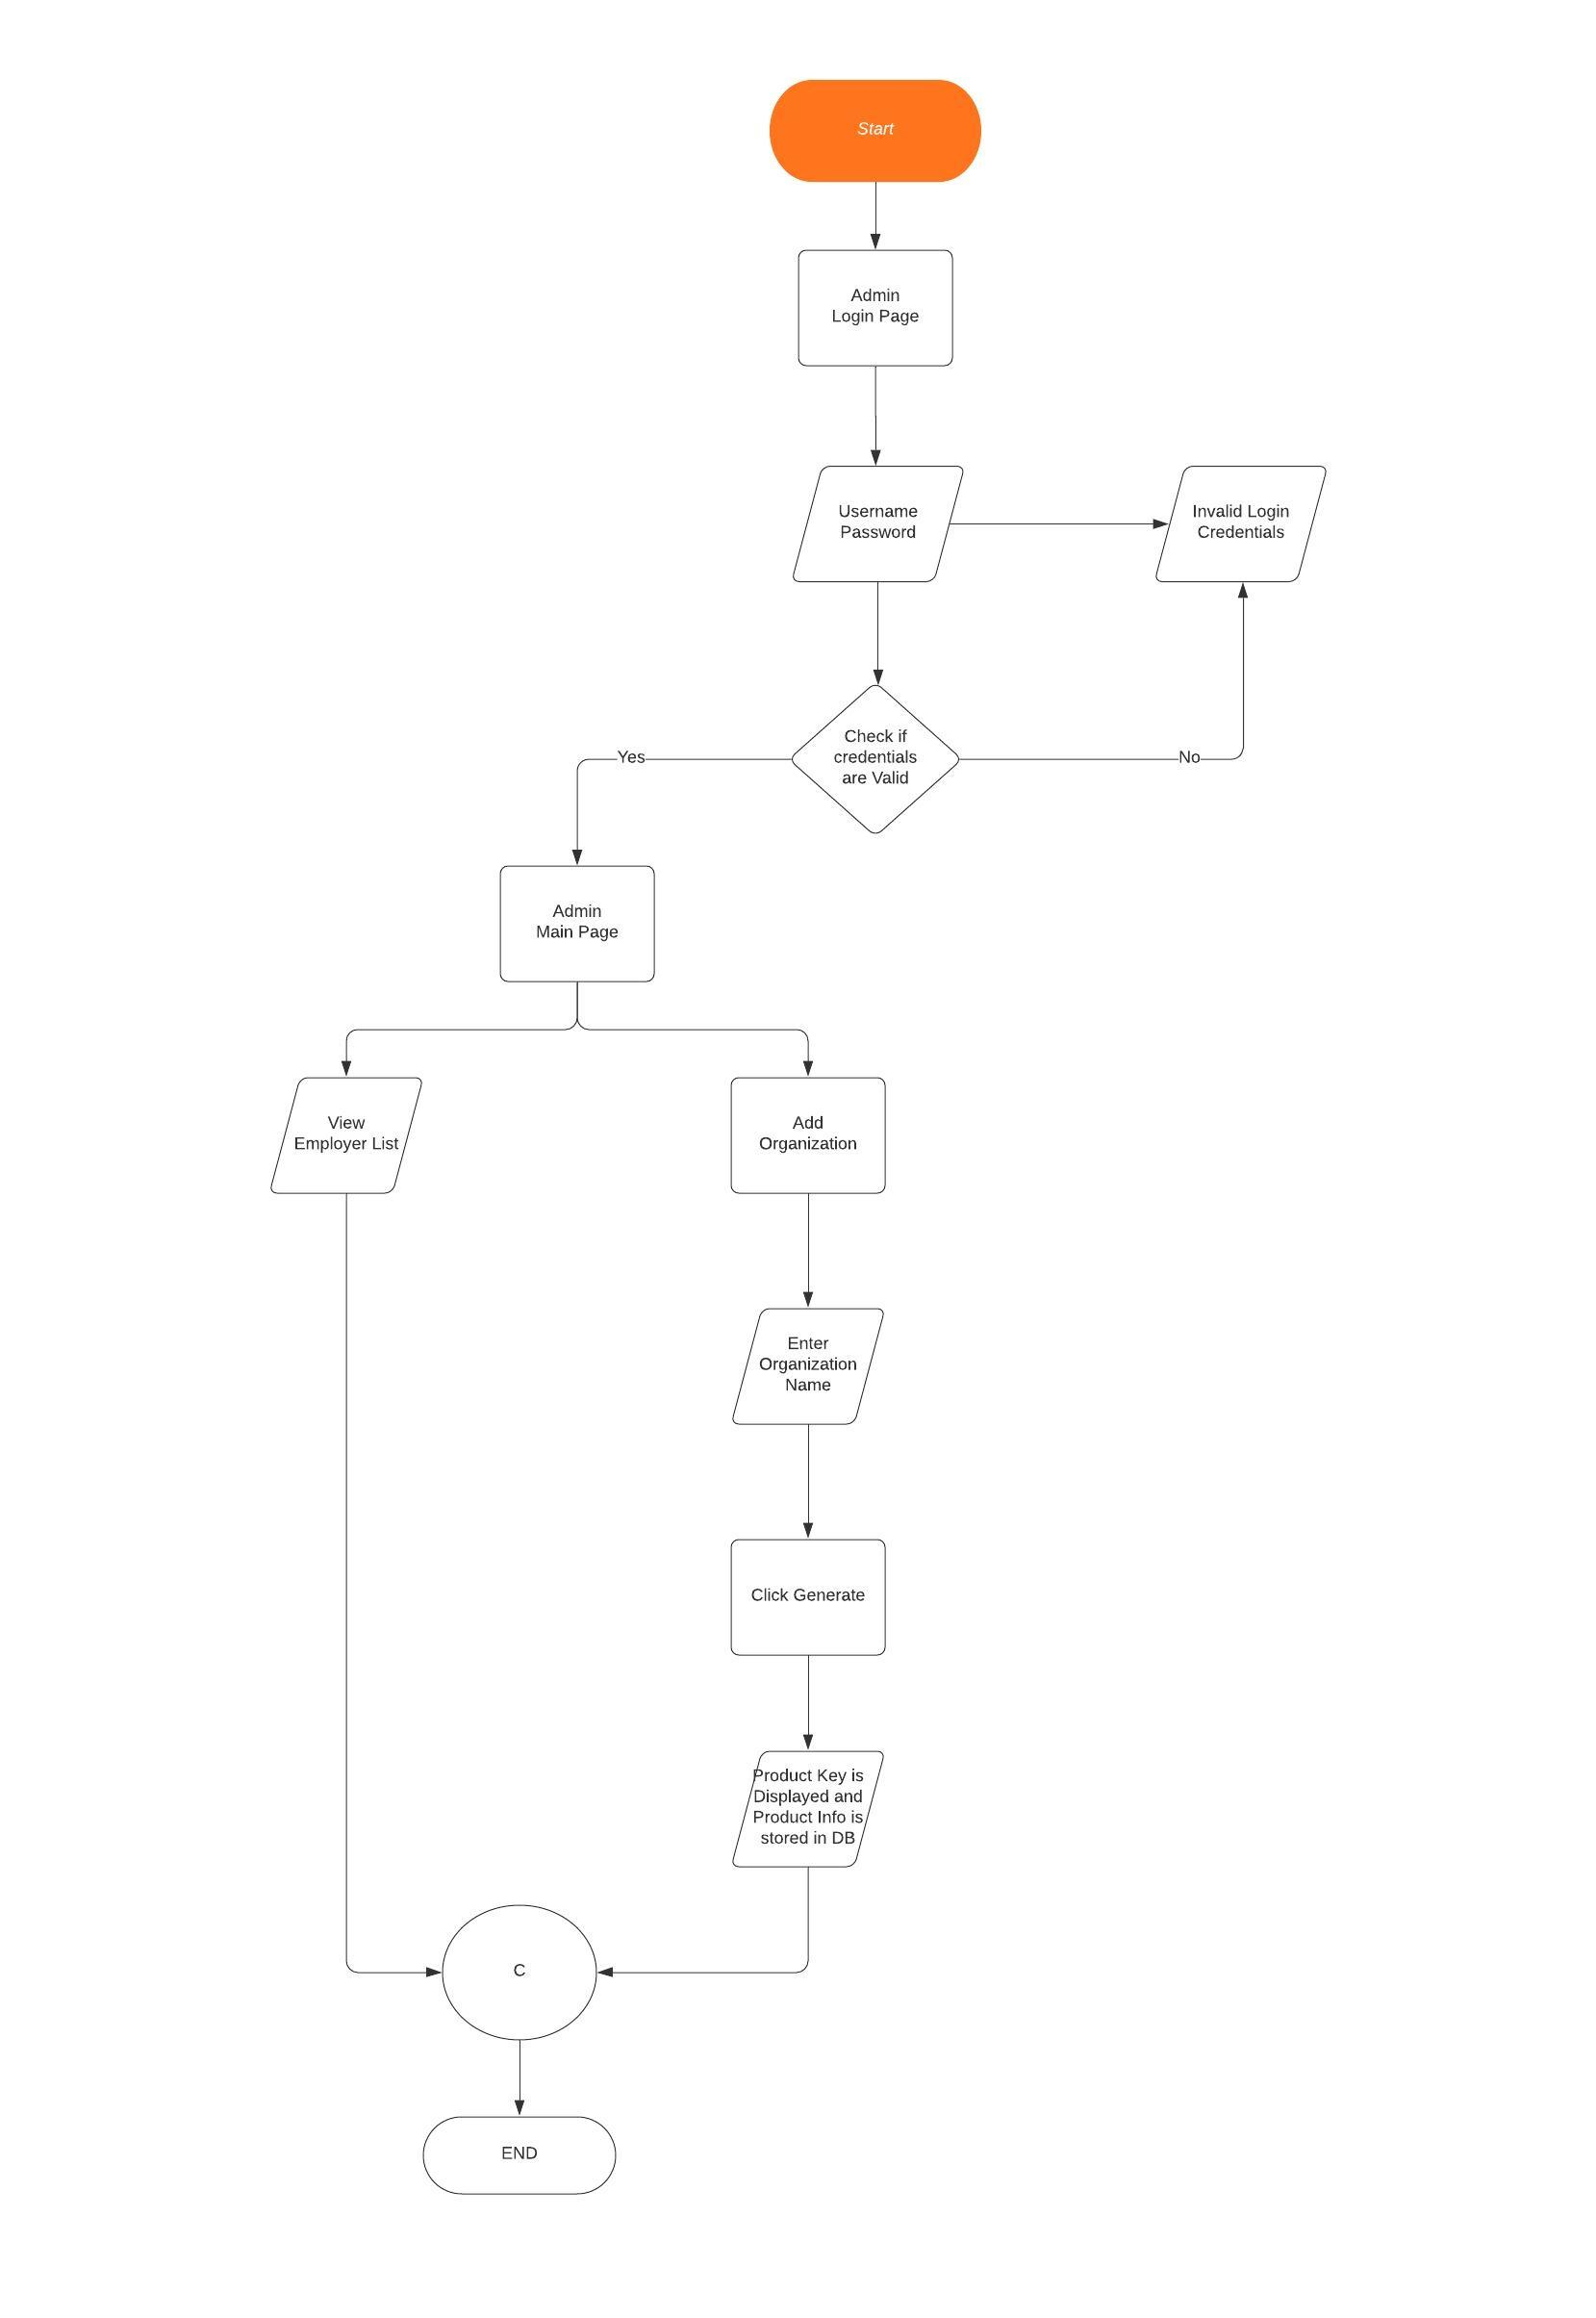 Start
Admin
Login Page
Username
Password
Invalid Login
Credentials
Check if
credentials
are Valid
Yes
No
Admin
Main Page
View
Employer List
Add
Organization
Enter
Organization
Name
Click Generate
Product Key is
Displayed and
Product Info is
stored in DB
C
END